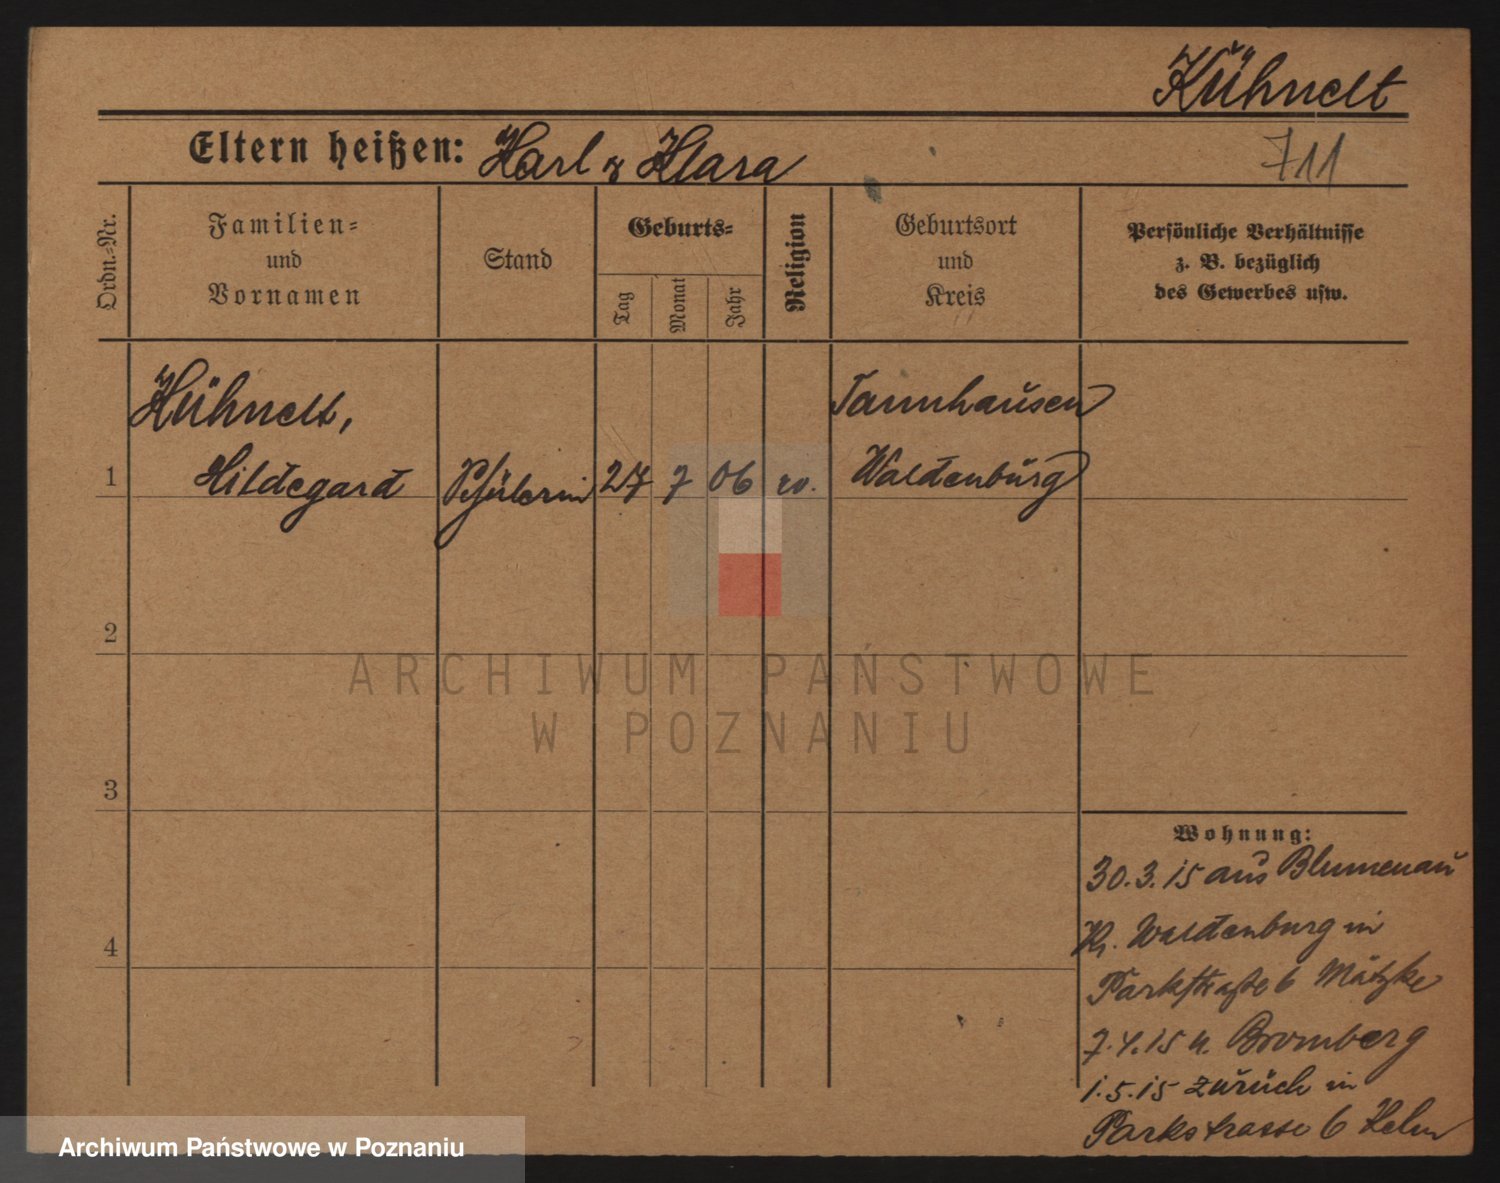 Kühnelt
Eltern heißen: Karl & Klara
711
Ordn.-Nr.
Familien-
und
Vornamen
Stand
Geburts-
Tag
Monat
Jahr
Religion
Geburtsort
und
Kreis
Persönliche Verhältnisse
z. B. bezüglich
des Gewerbes usw.
Kühnelt,
Tannhausen
1 Hildegard Schülerin 27 7 06 ev. Waldenburg
2
ARCHIWUM PAŃSTWOWE
W POZNANIU
3
Wohnung:
30.3.15 aus Blumenau
Kr. Waldenburg in
4
Parkstraße 6 Mätzke
7.4.15 n. Bromberg
1.5.15 zurück in
Parkstrasse 6
Archiwum Państwowe w Poznaniu